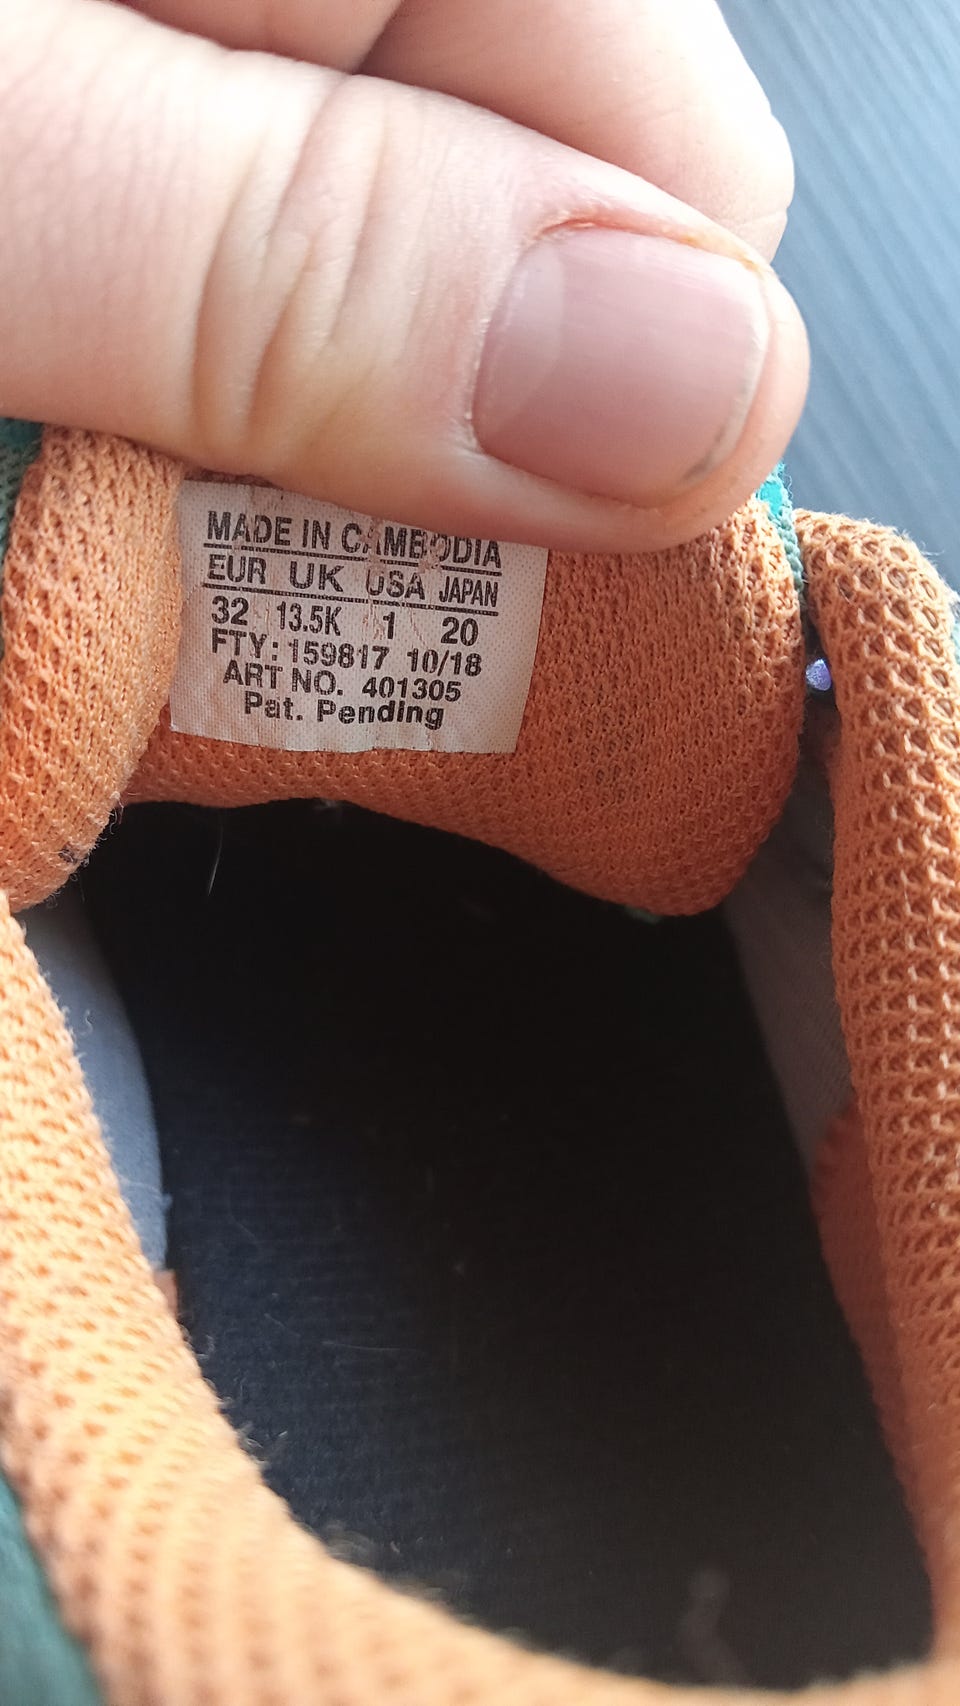 MADE IN CAMBODIA
EUR UK USA JAPAN
32 13.5K 1 20
FTY: 159817 10/18
ART NO. 401305
Pat. Pending